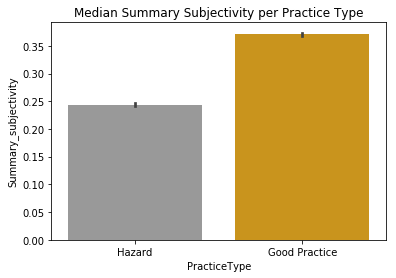 Median Summary Subjectivity per Practice Type
Summary_subjectivity
0.35
0.30
0.25
0.20
0.15
0.10
0.05
0.00
Hazard Good Practice
PracticeType